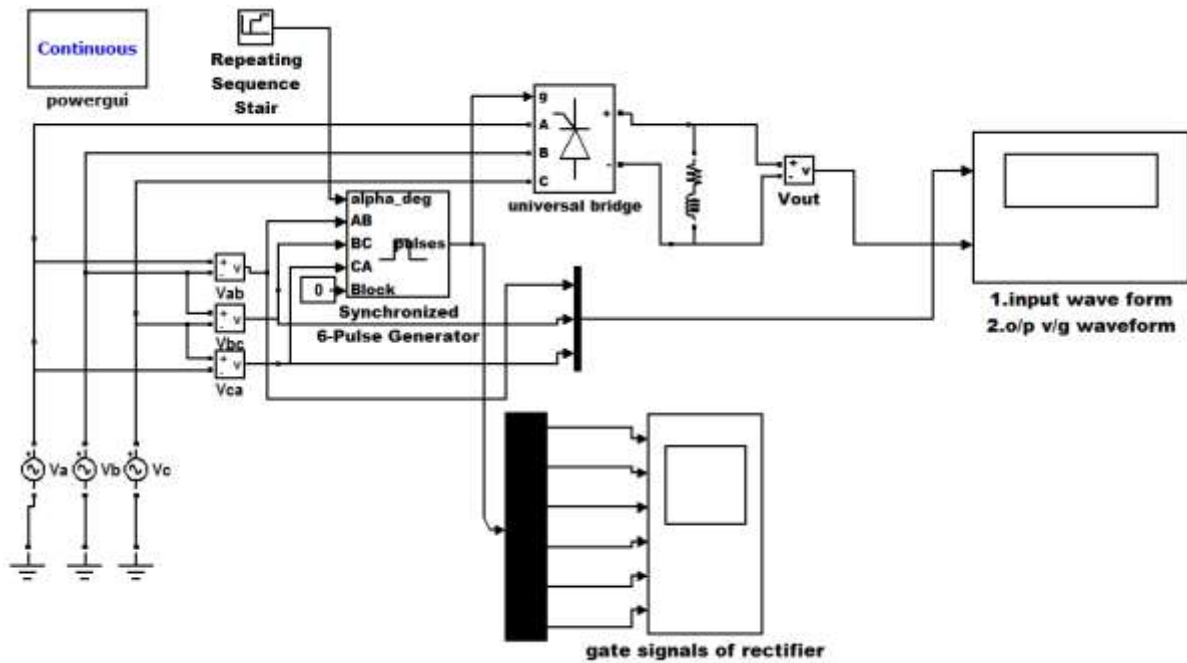 Continuous
powergui
Repeating
Sequence
Stair
g
A
B
C
+
-
universal bridge
+
-
v
Vout
alpha_deg
AB
BC
CA
Block
pulses
0
Synchronized
6-Pulse Generator
+
-
v
Vab
+
-
v
Vbc
+
-
v
Vca
1.input wave form
2.o/p v/g waveform
+
Va
+
Vb
+
Vc
gate signals of rectifier